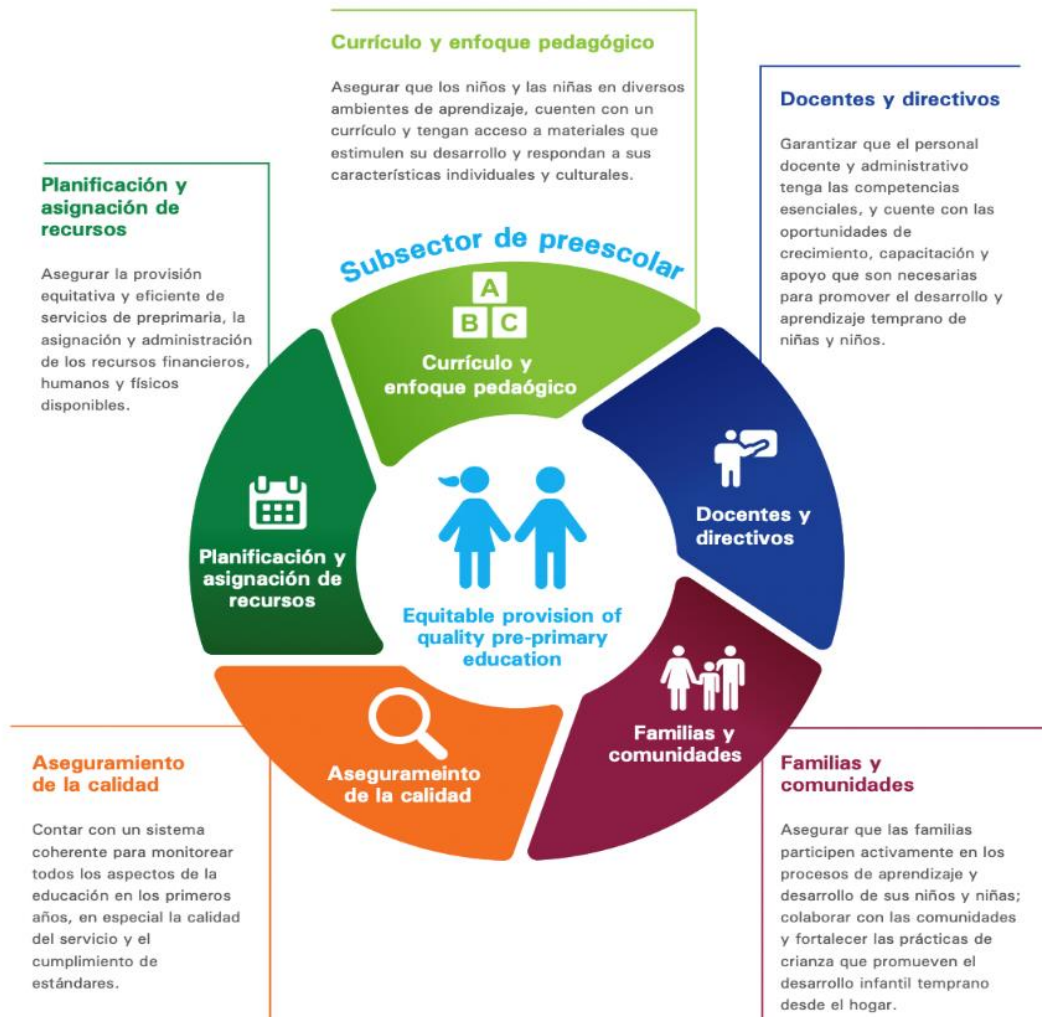 Currículo y enfoque pedagógico
Asegurar que los niños y las niñas en diversos
ambientes de aprendizaje, cuenten con un
currículo y tengan acceso a materiales que
estimulen su desarrollo y respondan a sus
características individuales y culturales.
Docentes y directivos
Garantizar que el personal
docente y administrativo
tenga las competencias
esenciales, y cuente con las
oportunidades de
crecimiento, capacitación y
apoyo que son necesarias
para promover el desarrollo y
aprendizaje temprano de
niñas y niños.
Planificación y
asignación de
recursos
Asegurar la provisión
equitativa y eficiente de
servicios de preprimaria, la
asignación y administración
de los recursos financieros,
humanos y físicos
disponibles.
Subsector de preescolar
A
B C
Currículo y
enfoque pedaógico
Docentes y
directivos
Planificación y
asignación de
recursos
Equitable provision of
quality pre-primary
education
Familias y
comunidades
Asegurameinto
de la calidad
Aseguramiento
de la calidad
Contar con un sistema
coherente para monitorear
todos los aspectos de la
educación en los primeros
años, en especial la calidad
del servicio y el
cumplimiento de
estándares.
Familias y
comunidades
Asegurar que las familias
participen activamente en los
procesos de aprendizaje y
desarrollo de sus niños y niñas;
colaborar con las comunidades
y fortalecer las prácticas de
crianza que promueven el
desarrollo infantil temprano
desde el hogar.